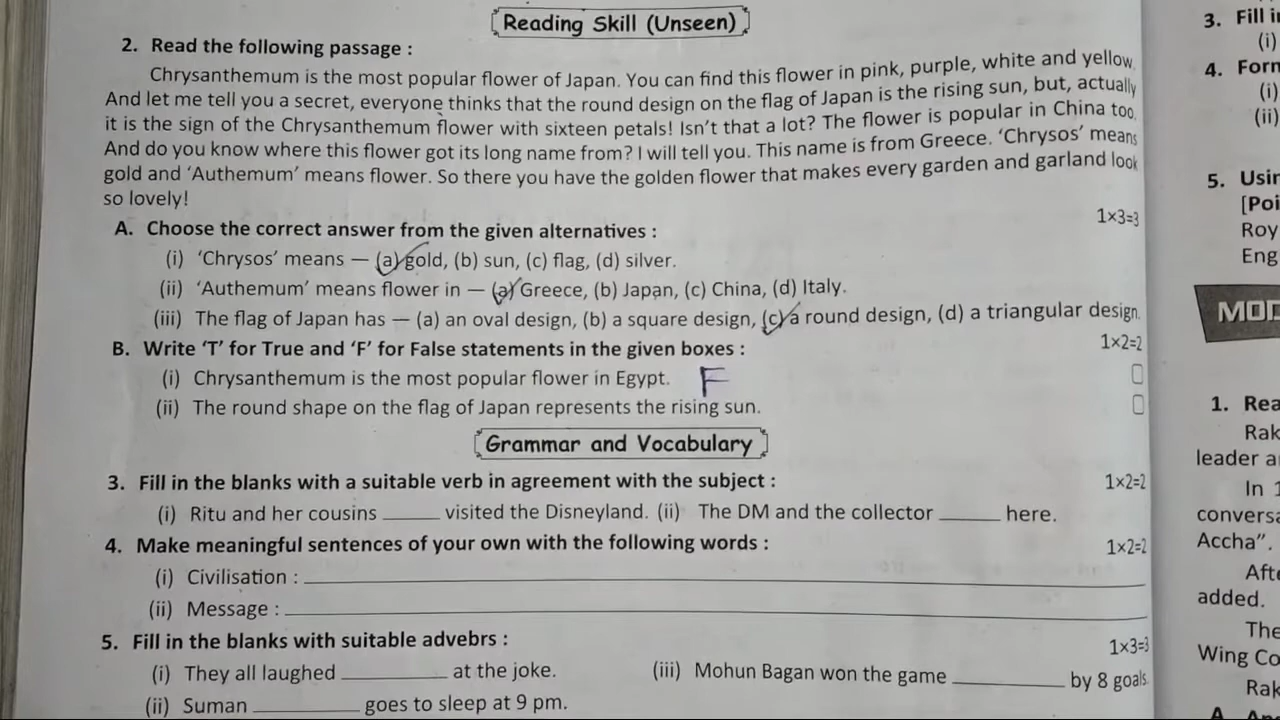 Reading Skill (Unseen)
2. Read the following passage :
Chrysanthemum is the most popular flower of Japan. You can find this flower in pink, purple, white and yellow.
And let me tell you a secret, everyone thinks that the round design on the flag of Japan is the rising sun, but, actually
it is the sign of the Chrysanthemum flower with sixteen petals! Isn't that a lot? The flower is popular in China too.
And do you know where this flower got its long name from? I will tell you. This name is from Greece. 'Chrysos' means
gold and 'Authemum' means flower. So there you have the golden flower that makes every garden and garland look
so lovely!
A. Choose the correct answer from the given alternatives : 1×3=3
(i) 'Chrysos' means — (a) gold, (b) sun, (c) flag, (d) silver.
(ii) 'Authemum' means flower in — (a) Greece, (b) Japan, (c) China, (d) Italy.
(iii) The flag of Japan has — (a) an oval design, (b) a square design, (c) a round design, (d) a triangular design.
B. Write 'T' for True and 'F' for False statements in the given boxes : 1×2=2
(i) Chrysanthemum is the most popular flower in Egypt. F
(ii) The round shape on the flag of Japan represents the rising sun.
Grammar and Vocabulary
3. Fill in the blanks with a suitable verb in agreement with the subject : 1×2=2
(i) Ritu and her cousins _____ visited the Disneyland. (ii) The DM and the collector _____ here.
4. Make meaningful sentences of your own with the following words : 1×2=2
(i) Civilisation :
(ii) Message :
5. Fill in the blanks with suitable advebrs : 1×3=3
(i) They all laughed _____ at the joke. (iii) Mohun Bagan won the game _____ by 8 goals.
(ii) Suman _____ goes to sleep at 9 pm.
3. Fill
(i)
4.
(i)
(ii)
5.
Roy
Eng
1.
Rak
leader
In
Accha".
added.
The
Wing Co
Rak
A